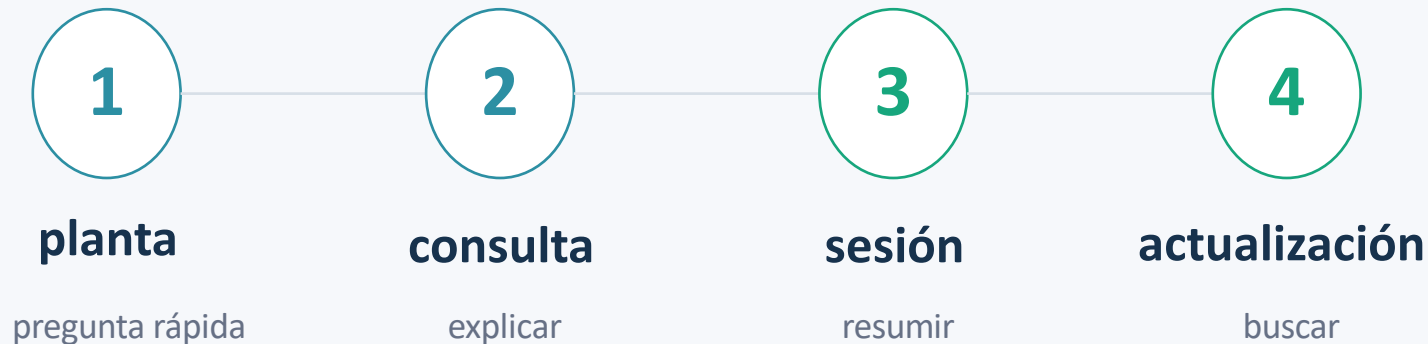 1
2
3
4
planta
consulta
sesión
actualización
pregunta rápida
explicar
resumir
buscar